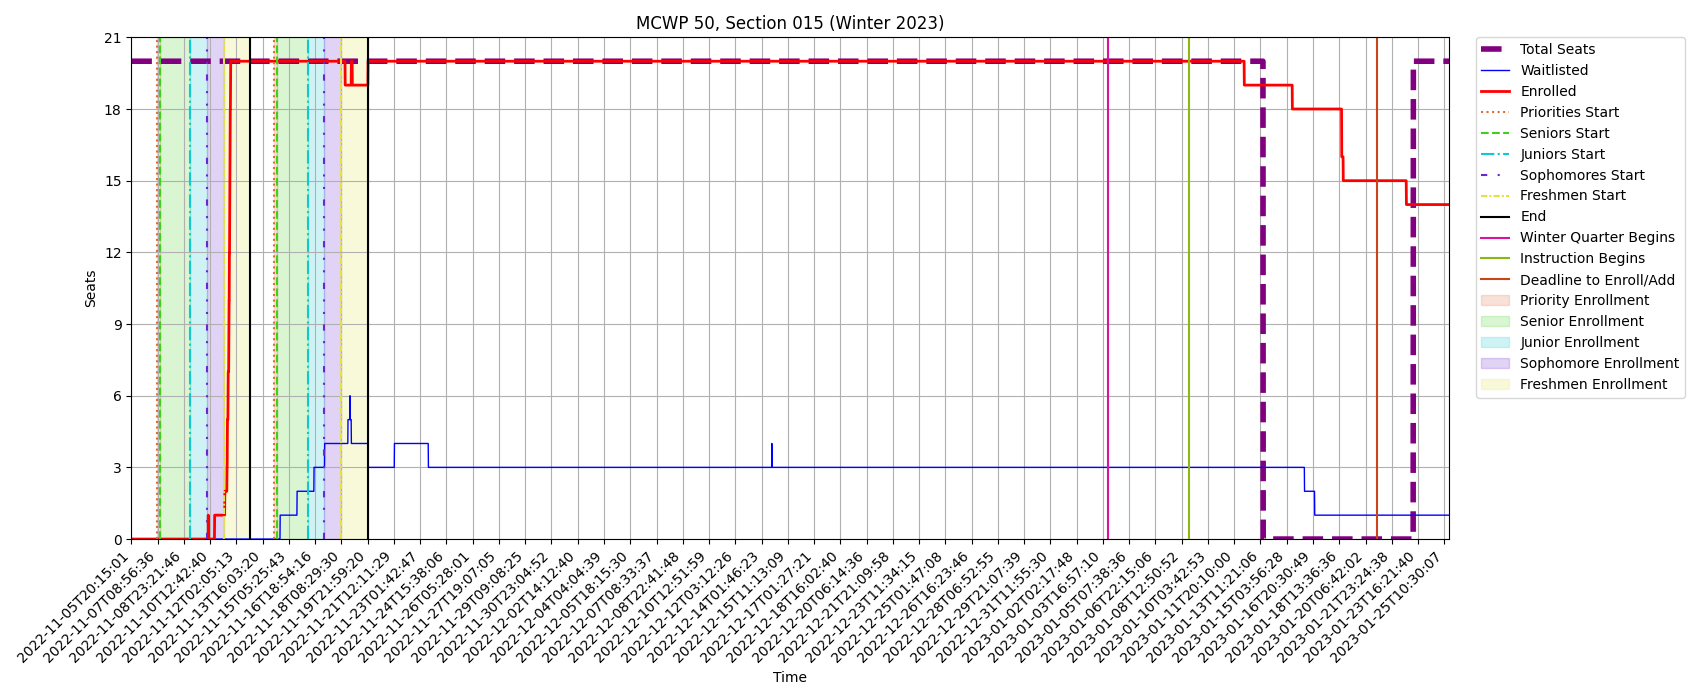 MCWP 50, Section 015 (Winter 2023)
21
18
15
12
9
6
3
0
Seats
2022-11-05T20:15:01
2022-11-07T08:56:36
2022-11-08T23:21:46
2022-11-10T12:42:40
2022-11-12T02:05:13
2022-11-13T16:03:20
2022-11-15T05:25:43
2022-11-16T18:54:16
2022-11-18T08:29:30
2022-11-19T21:59:20
2022-11-21T12:11:29
2022-11-23T01:42:47
2022-11-24T15:38:06
2022-11-26T05:28:01
2022-11-27T19:07:05
2022-11-29T09:08:25
2022-11-30T23:04:52
2022-12-02T14:12:40
2022-12-04T04:04:39
2022-12-05T18:15:30
2022-12-07T08:33:37
2022-12-08T22:41:48
2022-12-10T12:51:59
2022-12-12T03:12:26
2022-12-14T01:46:23
2022-12-15T11:13:09
2022-12-17T01:27:21
2022-12-18T16:02:40
2022-12-20T06:14:36
2022-12-21T21:09:58
2022-12-23T11:34:15
2022-12-25T01:47:08
2022-12-26T16:23:46
2022-12-28T06:52:55
2022-12-29T21:07:39
2022-12-31T11:55:30
2023-01-02T02:17:48
2023-01-03T16:57:10
2023-01-05T07:38:36
2023-01-06T22:15:06
2023-01-08T12:50:52
2023-01-10T03:42:53
2023-01-11T20:10:00
2023-01-13T11:21:06
2023-01-15T03:56:28
2023-01-16T20:30:49
2023-01-18T13:36:36
2023-01-20T06:42:02
2023-01-21T23:24:38
2023-01-23T16:21:40
2023-01-25T10:30:07
Time
Total Seats
Waitlisted
Enrolled
Priorities Start
Seniors Start
Juniors Start
Sophomores Start
Freshmen Start
End
Winter Quarter Begins
Instruction Begins
Deadline to Enroll/Add
Priority Enrollment
Senior Enrollment
Junior Enrollment
Sophomore Enrollment
Freshmen Enrollment